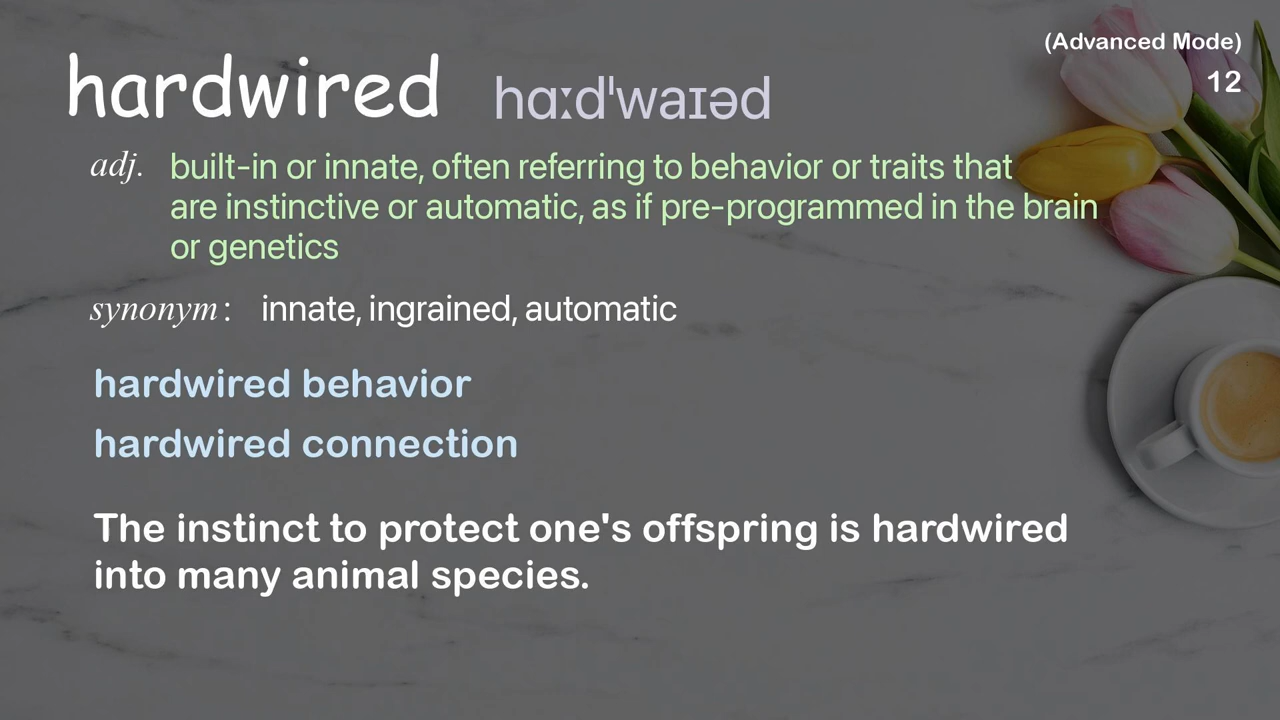 (Advanced Mode)
12
hardwired hɑːdˈwaɪəd
adj. built-in or innate, often referring to behavior or traits that
are instinctive or automatic, as if pre-programmed in the brain
or genetics
synonym: innate, ingrained, automatic
hardwired behavior
hardwired connection
The instinct to protect one's offspring is hardwired
into many animal species.